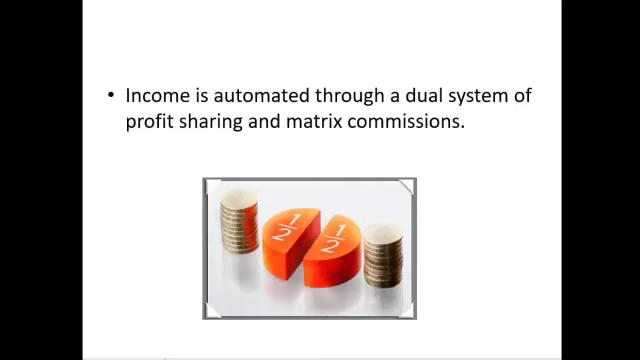 • Income is automated through a dual system of
profit sharing and matrix commissions.
1/2
1/2